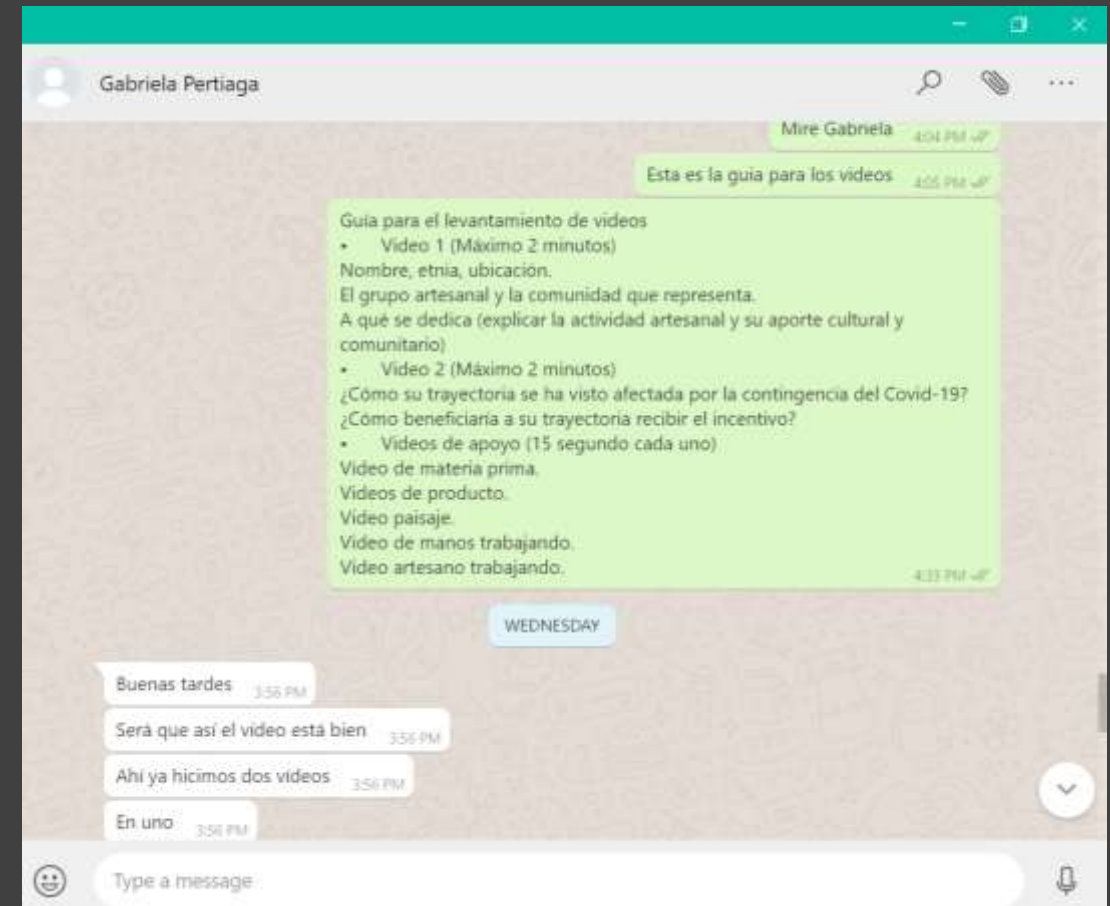 Gabriela Pertiaga
Mire Gabriela 4:04 PM
Esta es la guia para los videos 4:05 PM
Guía para el levantamiento de videos
• Video 1 (Máximo 2 minutos)
Nombre, etnia, ubicación.
El grupo artesanal y la comunidad que representa.
A qué se dedica (explicar la actividad artesanal y su aporte cultural y
comunitario)
• Video 2 (Máximo 2 minutos)
¿Cómo su trayectoria se ha visto afectada por la contingencia del Covid-19?
¿Cómo beneficiaría a su trayectoria recibir el incentivo?
• Videos de apoyo (15 segundo cada uno)
Video de materia prima.
Videos de producto.
Video paisaje.
Video de manos trabajando.
Video artesano trabajando. 4:33 PM
WEDNESDAY
Buenas tardes 3:56 PM
Será que así el vídeo está bien 3:56 PM
Ahí ya hicimos dos vídeos 3:56 PM
En uno 3:56 PM
Type a message